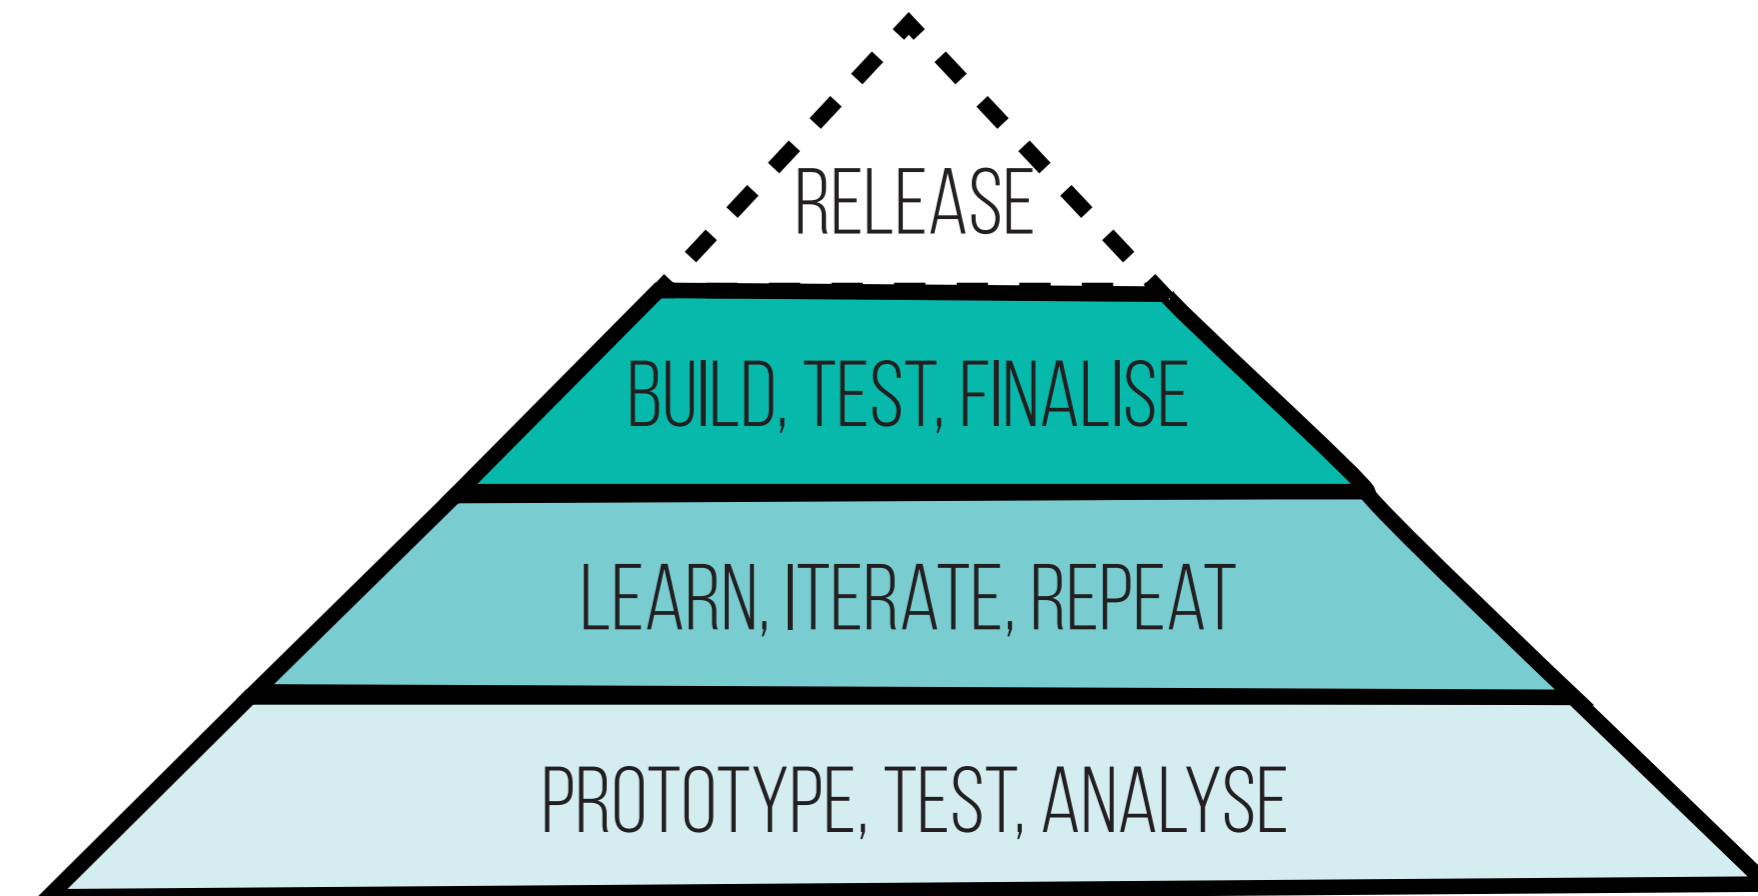 RELEASE
BUILD, TEST, FINALISE
LEARN, ITERATE, REPEAT
PROTOTYPE, TEST, ANALYSE